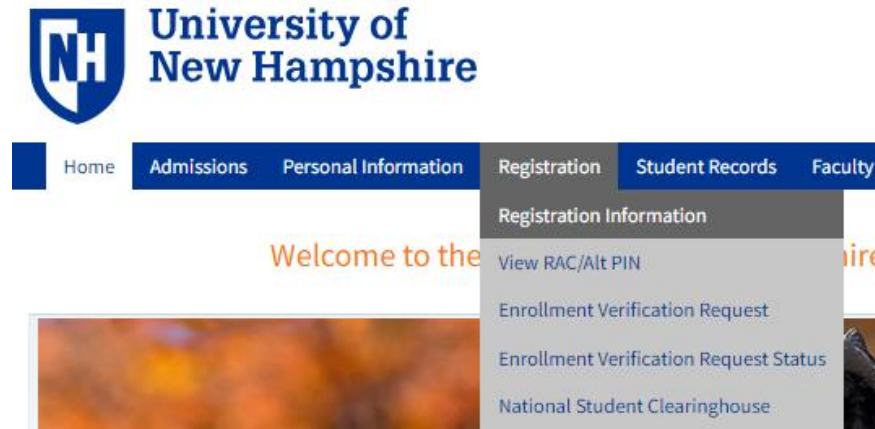 NH
University of
New Hampshire
Home Admissions Personal Information Registration Student Records Faculty
Registration Information
Welcome to the
View RAC/Alt PIN
Enrollment Verification Request
Enrollment Verification Request Status
National Student Clearinghouse